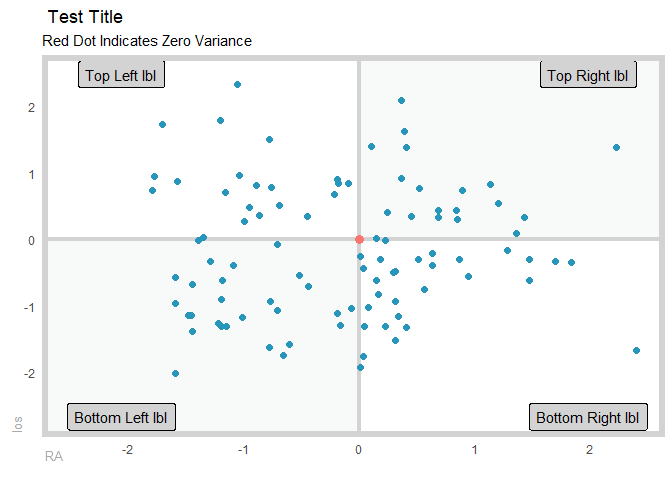 Test Title
Red Dot Indicates Zero Variance
Top Left lbl
Top Right lbl
2
1
0
-1
-2
Bottom Left lbl
Bottom Right lbl
los
-2
-1
0
1
2
RA